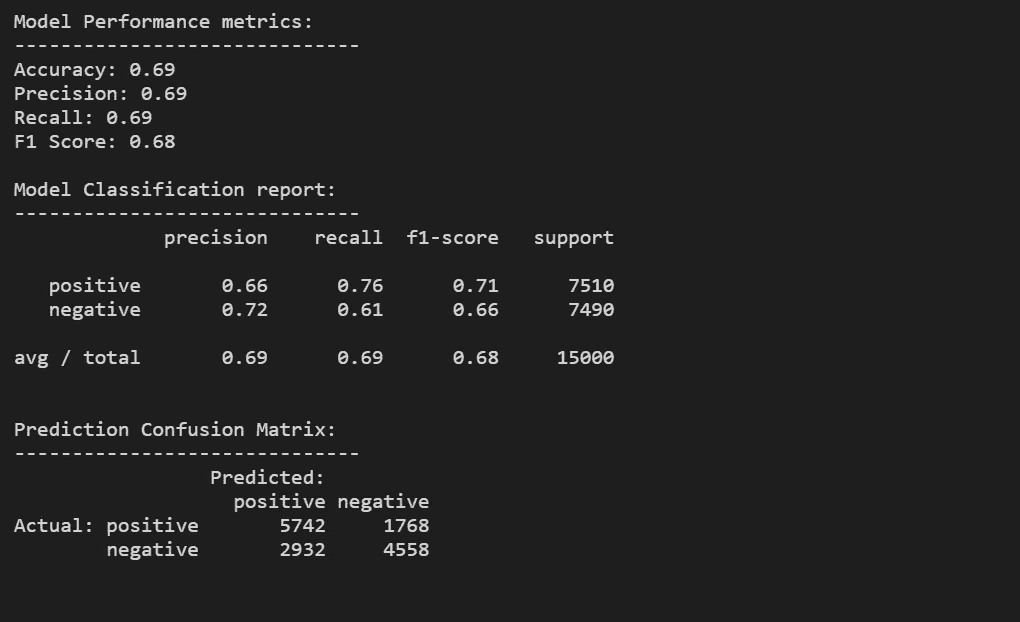 Model Performance metrics:
------------------------------
Accuracy: 0.69
Precision: 0.69
Recall: 0.69
F1 Score: 0.68

Model Classification report:
------------------------------
             precision    recall  f1-score   support

   positive       0.66      0.76      0.71      7510
   negative       0.72      0.61      0.66      7490

avg / total       0.69      0.69      0.68     15000


Prediction Confusion Matrix:
------------------------------
                 Predicted:
                   positive negative
Actual: positive       5742     1768
        negative       2932     4558